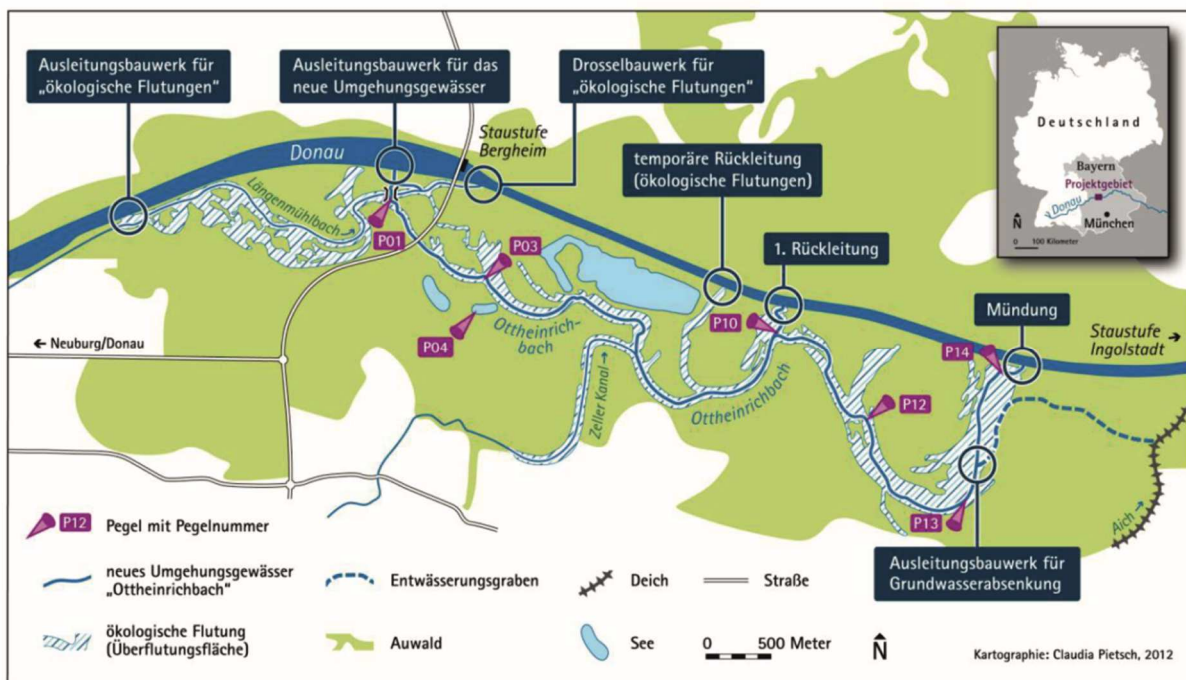 Ausleitungsbauwerk für
„ökologische Flutungen“
Ausleitungsbauwerk für das
neue Umgehungsgewässer
Drosselbauwerk für
„ökologische Flutungen“
Staustufe
Bergheim
Donau
temporäre Rückleitung
(ökologische Flutungen)
Deutschland
Bayern
Projektgebiet
Donau
München
N
0 100 Kilometer
Längenmühlbach →
P01
P03
1. Rückleitung
Mündung
P04
Ottheinrich-
bach
P10
P14
Staustufe →
Ingolstadt
← Neuburg/Donau
Zeller Kanal →
Ottheinrichbach
P12
P13
Aich →
Ausleitungsbauwerk für
Grundwasserabsenkung
P12 Pegel mit Pegelnummer
neues Umgehungsgewässer
„Ottheinrichbach“
Entwässerungsgraben
Deich
Straße
ökologische Flutung
(Überflutungsfläche)
Auwald
See
0 500 Meter
N
Kartographie: Claudia Pietsch, 2012